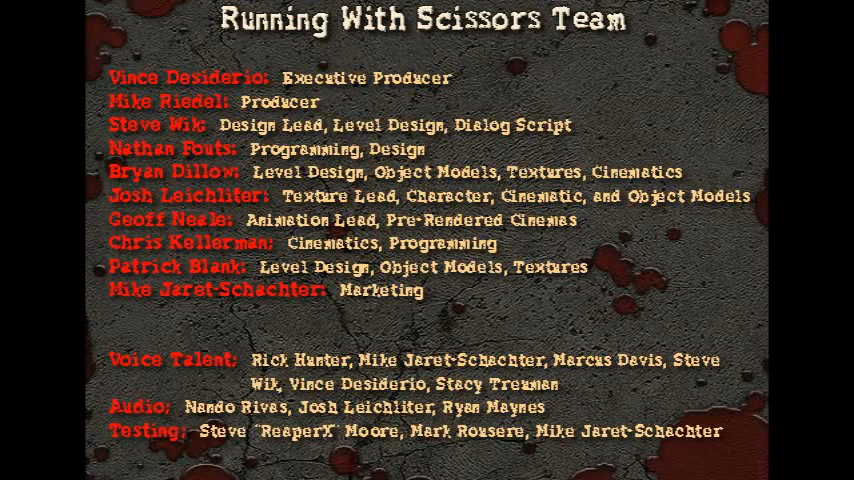 Running With Scissors Team
Vince Desiderio: Executive Producer
Mike Riedel: Producer
Steve Wik: Design Lead, Level Design, Dialog Script
Nathan Fouts: Programming, Design
Bryan Dillow: Level Design, Object Models, Textures, Cinematics
Josh Leichliter: Texture Lead, Character, Cinematic, and Object Models
Geoff Neale: Animation Lead, Pre-Rendered Cinemas
Chris Kellerman: Cinematics, Programming
Patrick Blank: Level Design, Object Models, Textures
Mike Jaret-Schachter: Marketing
Voice Talent: Rick Hunter, Mike Jaret-Schachter, Marcus Davis, Steve
Wik, Vince Desiderio, Stacy Treuman
Audio: Nando Rivas, Josh Leichliter, Ryan Maynes
Testing: Steve "ReaperX" Moore, Mark Rousere, Mike Jaret-Schachter